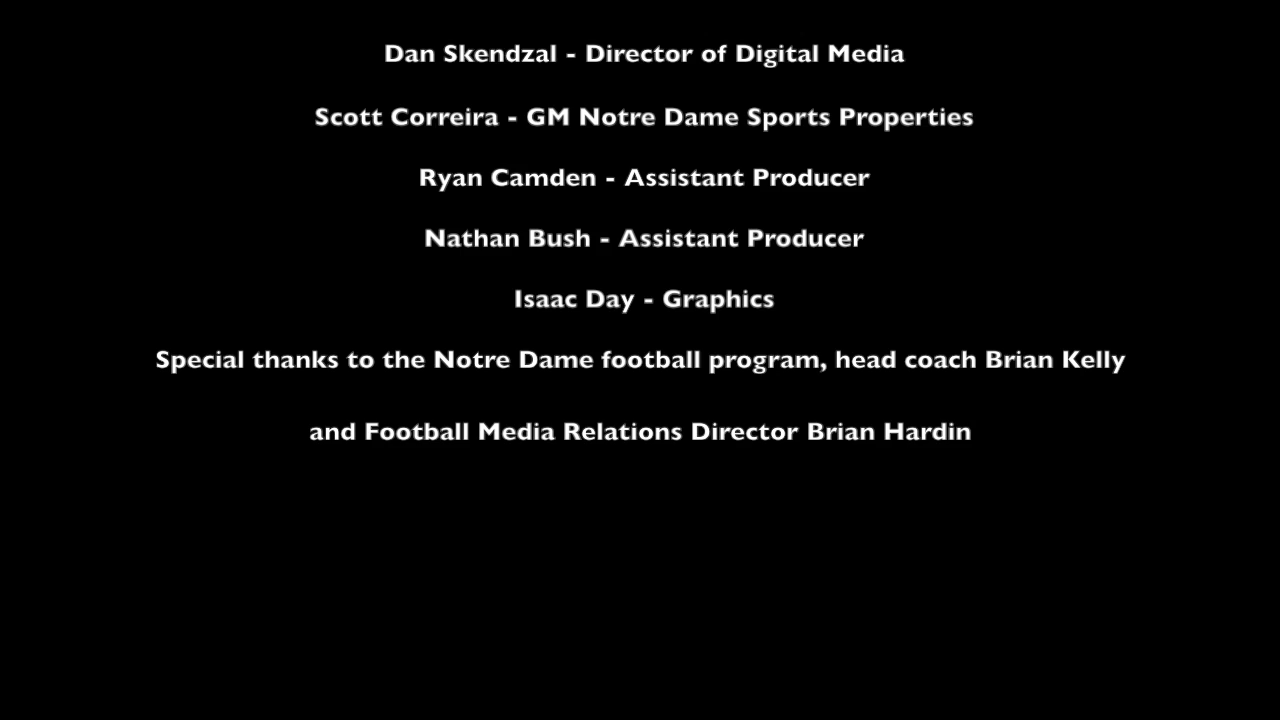 Dan Skendzal - Director of Digital Media
Scott Correira - GM Notre Dame Sports Properties
Ryan Camden - Assistant Producer
Nathan Bush - Assistant Producer
Isaac Day - Graphics
Special thanks to the Notre Dame football program, head coach Brian Kelly
and Football Media Relations Director Brian Hardin